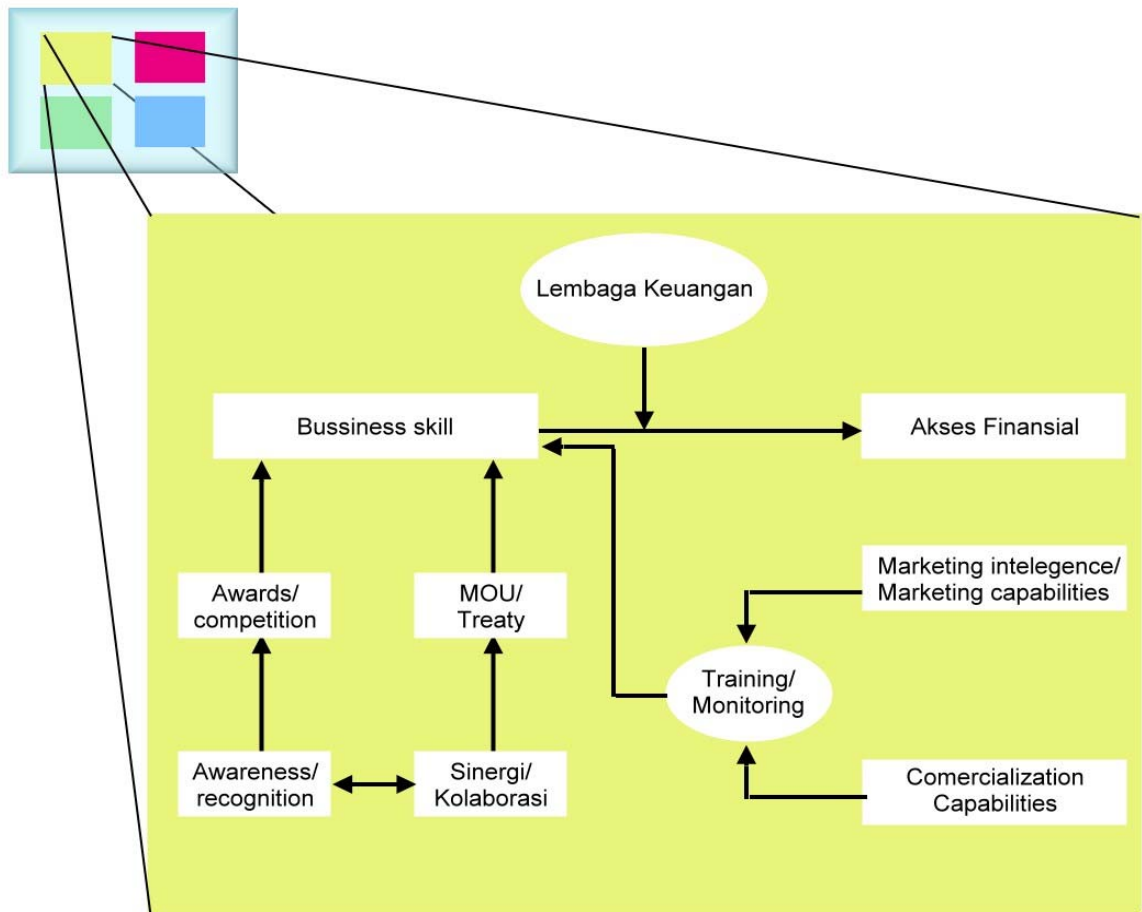 Lembaga Keuangan
Bussiness skill
Akses Finansial
Awards/
competition
MOU/
Treaty
Marketing intelegence/
Marketing capabilities
Training/
Monitoring
Awareness/
recognition
Sinergi/
Kolaborasi
Comercialization
Capabilities